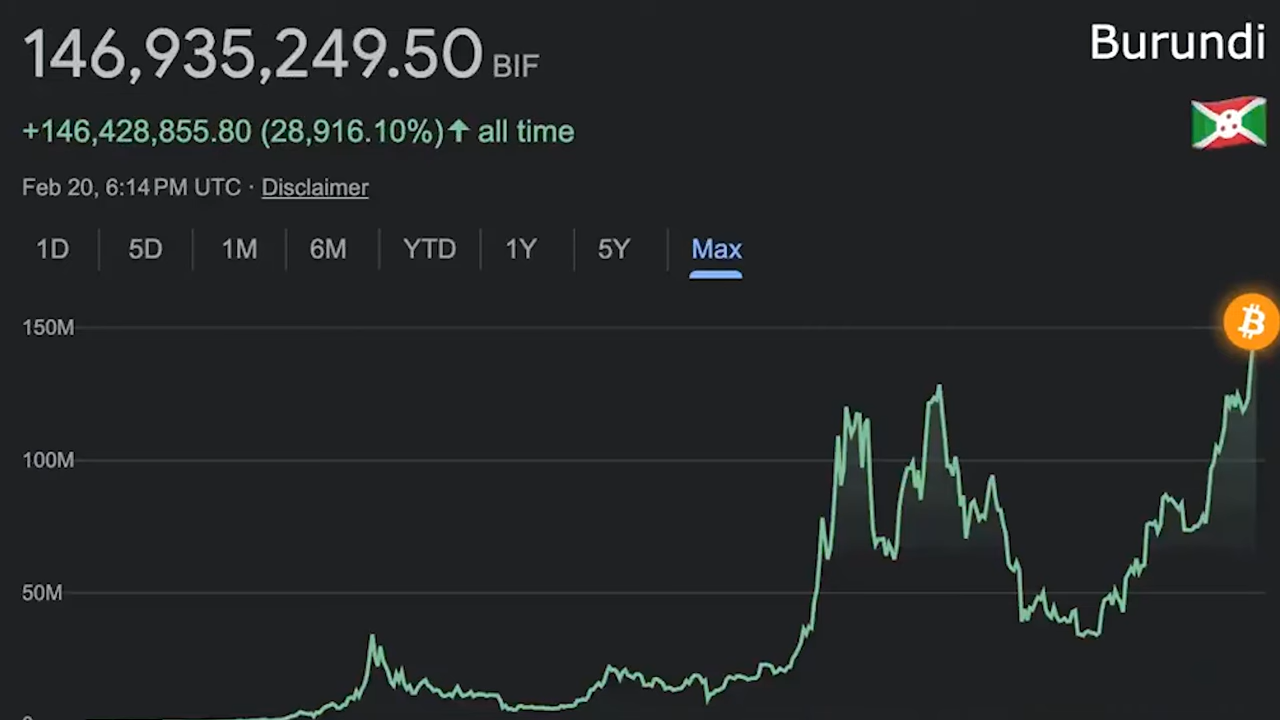 146,935,249.50 BIF
Burundi
+146,428,855.80 (28,916.10%)↑ all time
Feb 20, 6:14 PM UTC · Disclaimer
1D 5D 1M 6M YTD 1Y 5Y Max
150M
100M
50M
0